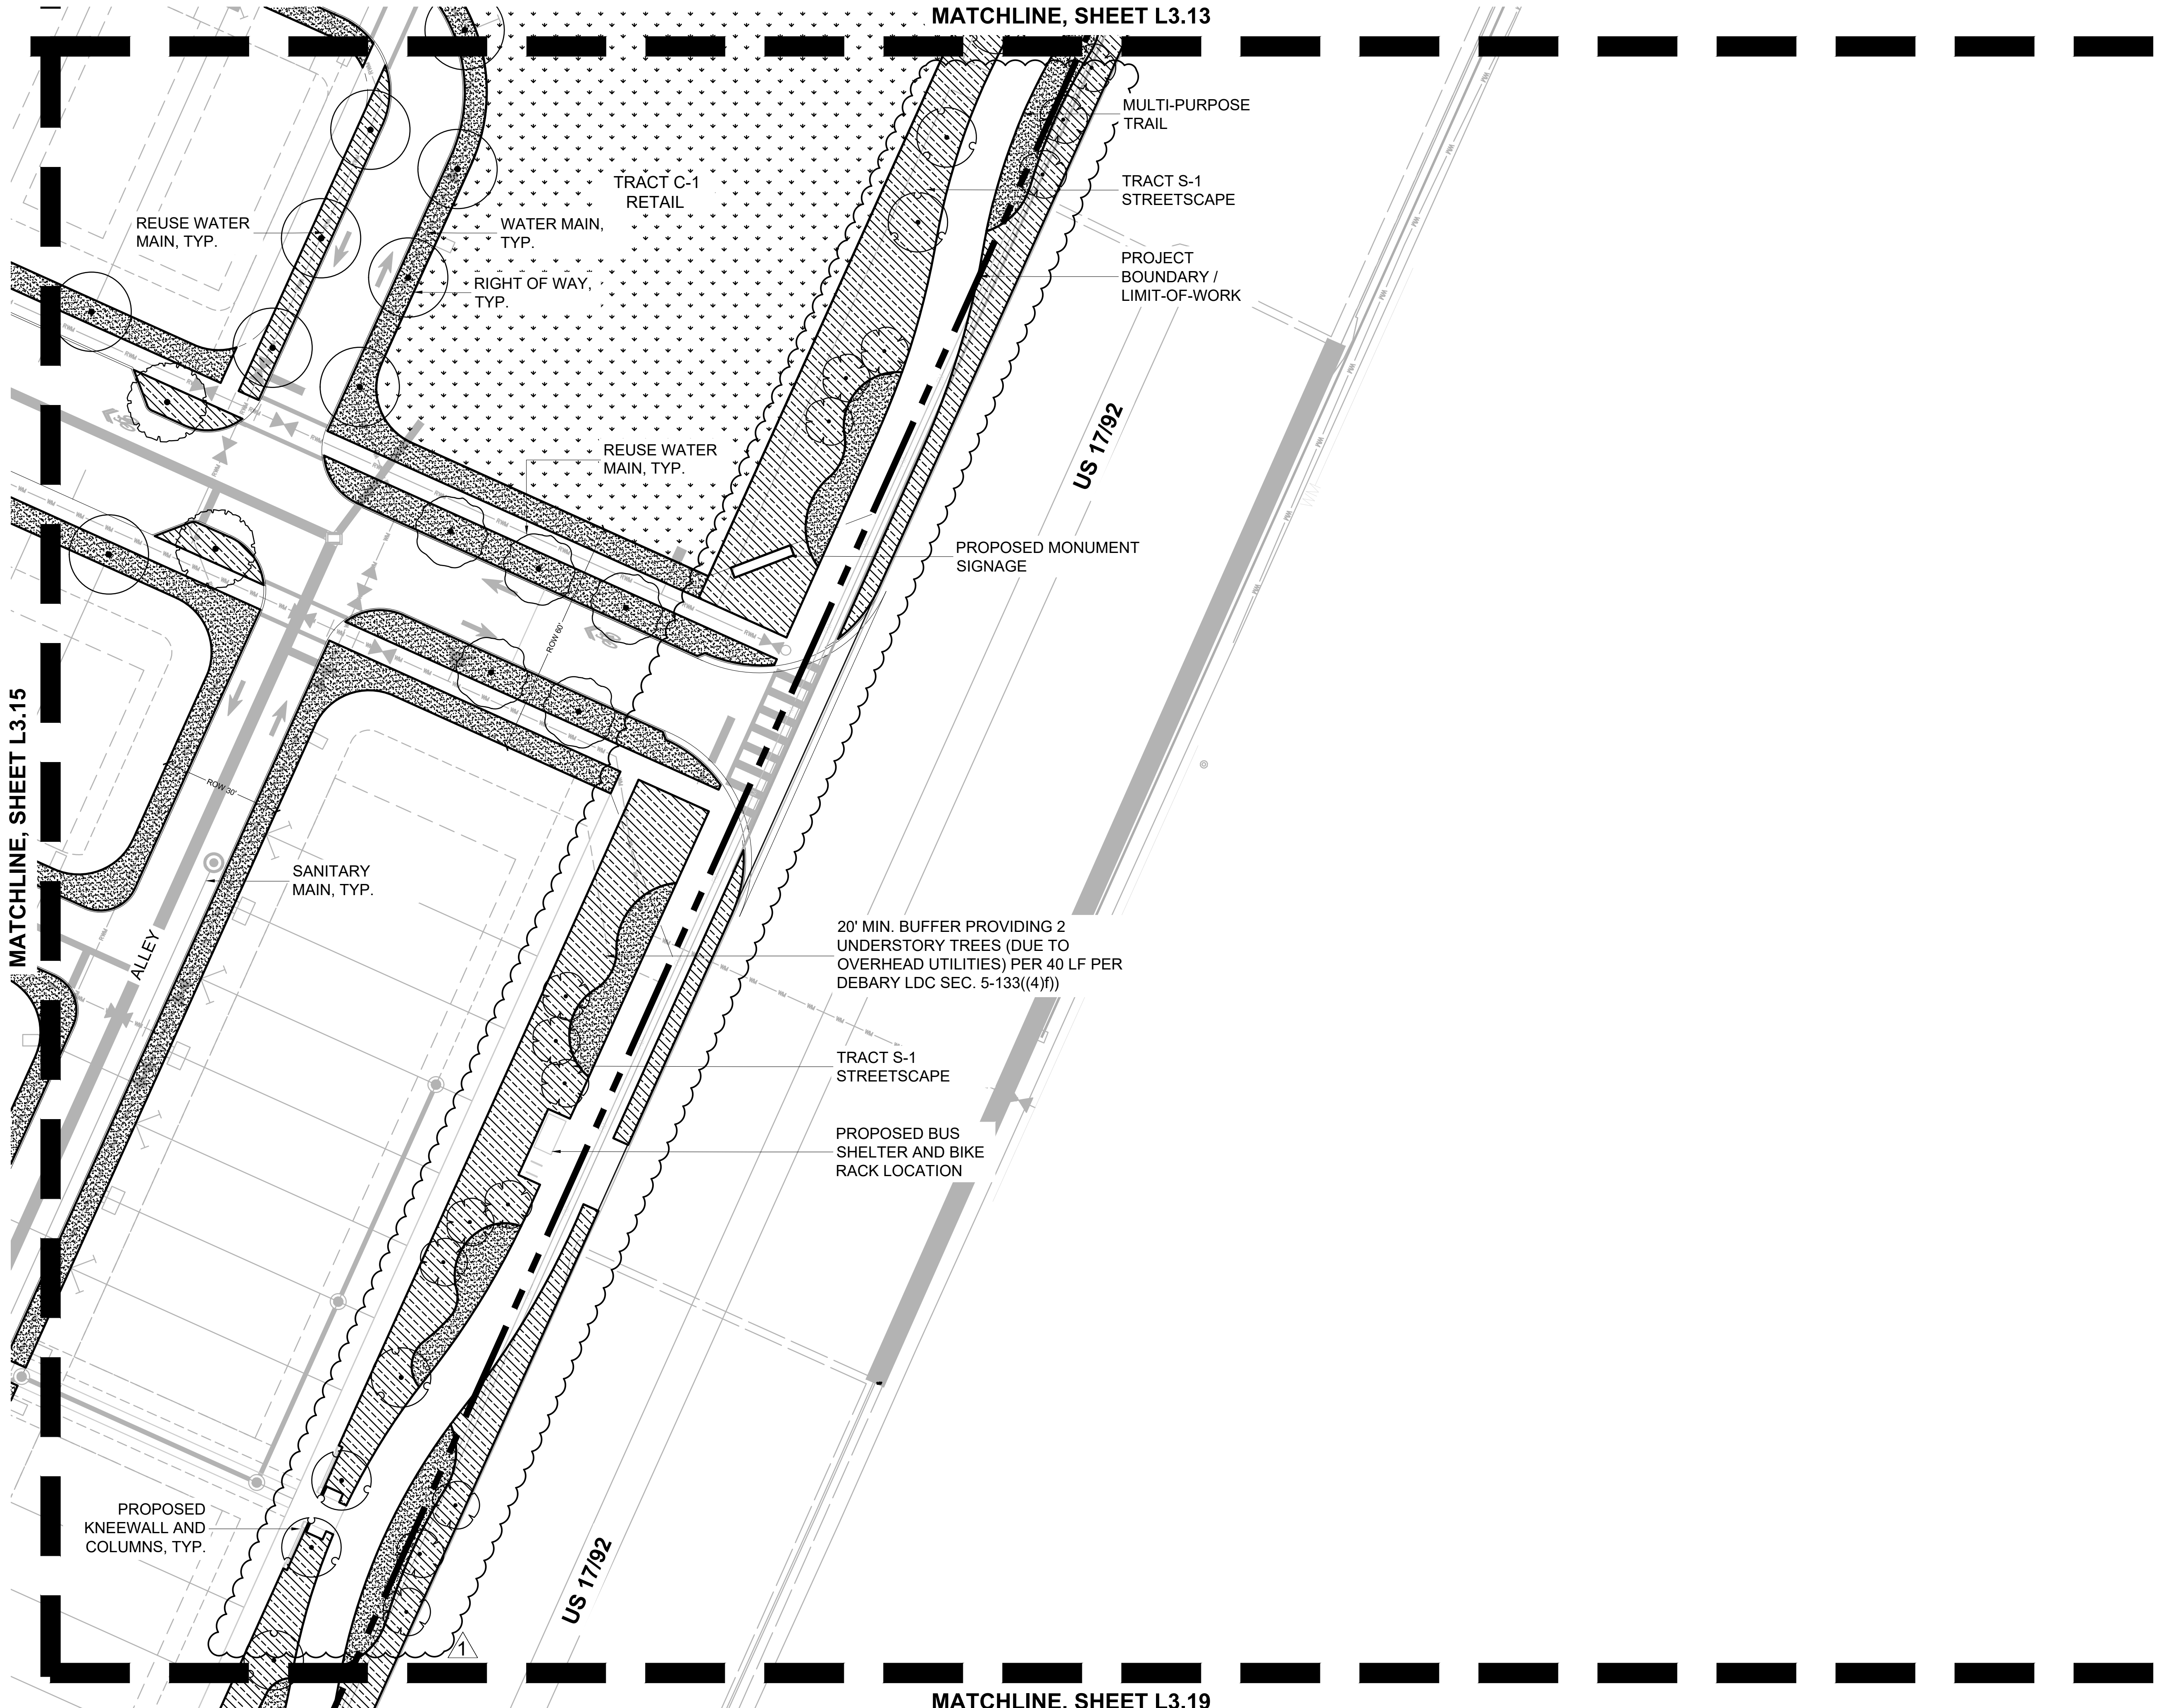 MATCHLINE, SHEET L3.13
MULTI-PURPOSE
TRAIL
TRACT C-1
RETAIL
TRACT S-1
STREETSCAPE
REUSE WATER
MAIN, TYP.
WATER MAIN,
TYP.
PROJECT
BOUNDARY /
LIMIT-OF-WORK
RIGHT OF WAY,
TYP.
US 17/92
REUSE WATER
MAIN, TYP.
PROPOSED MONUMENT
SIGNAGE
ROW 60'
MATCHLINE, SHEET L3.15
ROW 30'
SANITARY
MAIN, TYP.
ALLEY
20' MIN. BUFFER PROVIDING 2
UNDERSTORY TREES (DUE TO
OVERHEAD UTILITIES) PER 40 LF PER
DEBARY LDC SEC. 5-133((4)f))
TRACT S-1
STREETSCAPE
PROPOSED BUS
SHELTER AND BIKE
RACK LOCATION
PROPOSED
KNEEWALL AND
COLUMNS, TYP.
US 17/92
1
MATCHLINE, SHEET L3.19